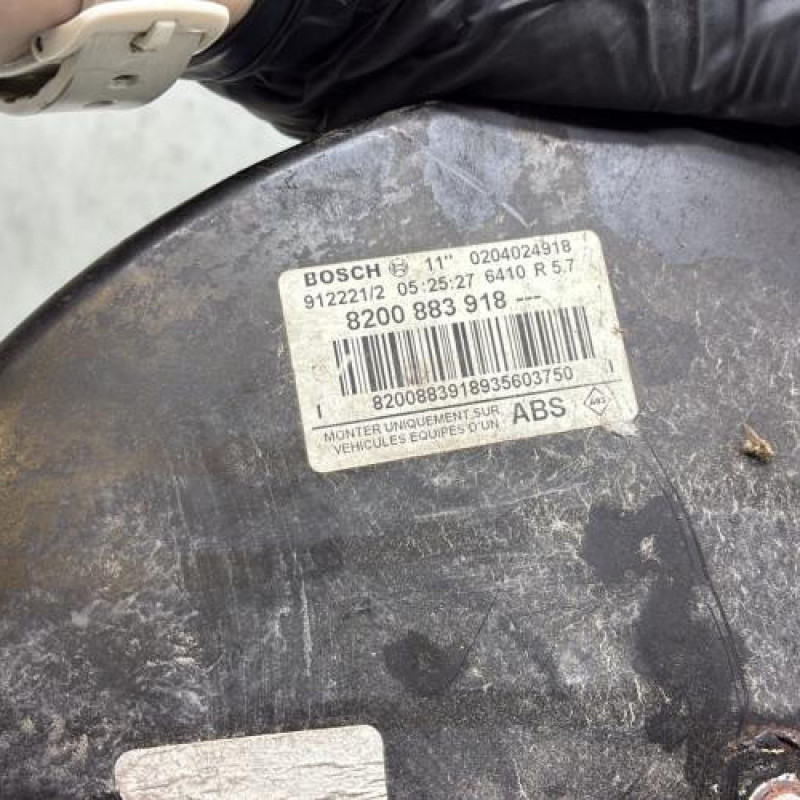 BOSCH 11" 0204024918
912221/2 05:25:27 6410 R 5.7
8200 883 918 ---
8200883918935603750
MONTER UNIQUEMENT SUR
VEHICULES EQUIPES D'UN
ABS